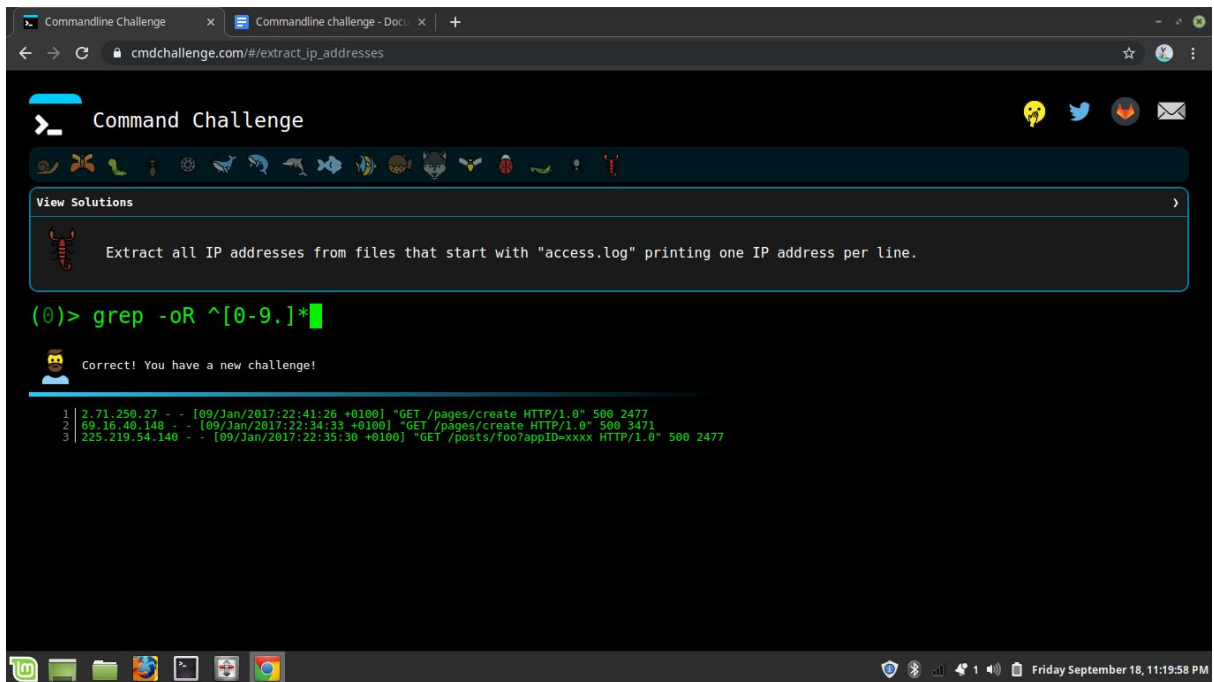 Commandline Challenge
Commandline challenge - Docu
cmdchallenge.com/#/extract_ip_addresses
Command Challenge
View Solutions
Extract all IP addresses from files that start with "access.log" printing one IP address per line.
(0)> grep -oR ^[0-9.]*
Correct! You have a new challenge!
1 2.71.250.27 - - [09/Jan/2017:22:41:26 +0100] "GET /pages/create HTTP/1.0" 500 2477
2 69.16.40.148 - - [09/Jan/2017:22:34:33 +0100] "GET /pages/create HTTP/1.0" 500 3471
3 225.219.54.140 - - [09/Jan/2017:22:35:30 +0100] "GET /posts/foo?appID=xxxx HTTP/1.0" 500 2477
1 Friday September 18, 11:19:58 PM